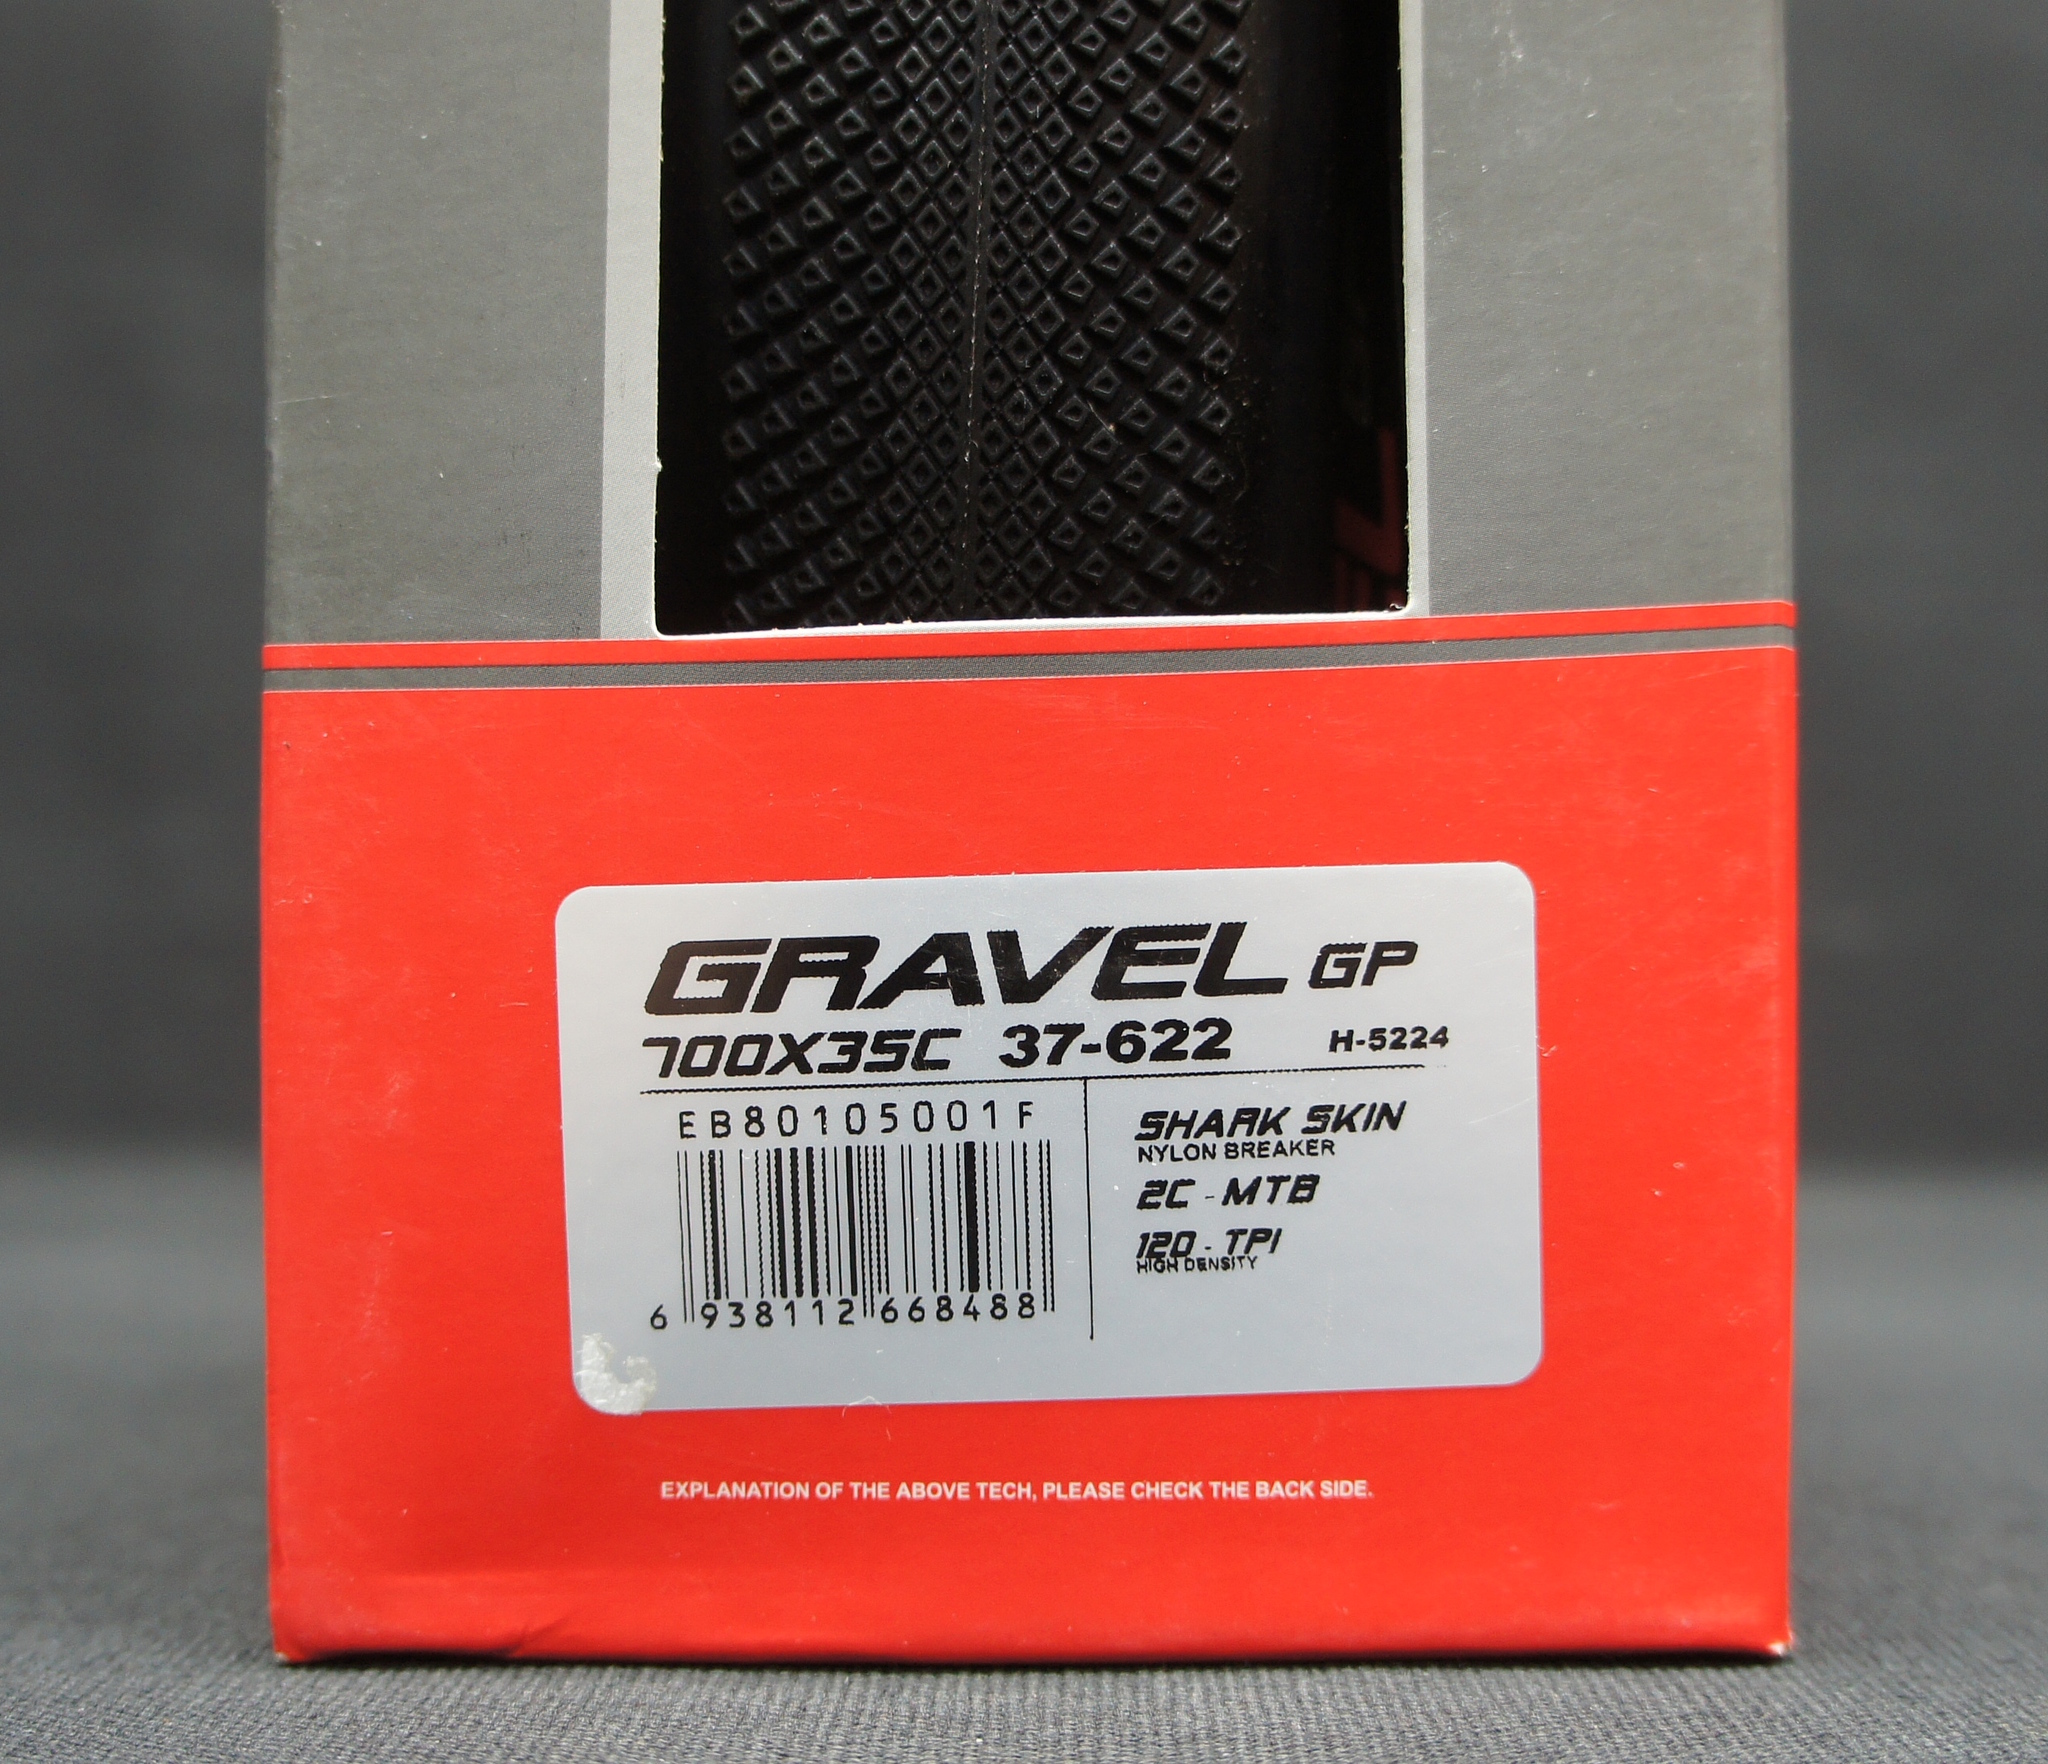 GRAVEL GP
700X35C 37-622 H-5224
EB80105001F
6 938112 668488
SHARK SKIN
NYLON BREAKER
2C - MTB
120 - TPI
HIGH DENSITY
EXPLANATION OF THE ABOVE TECH, PLEASE CHECK THE BACK SIDE.